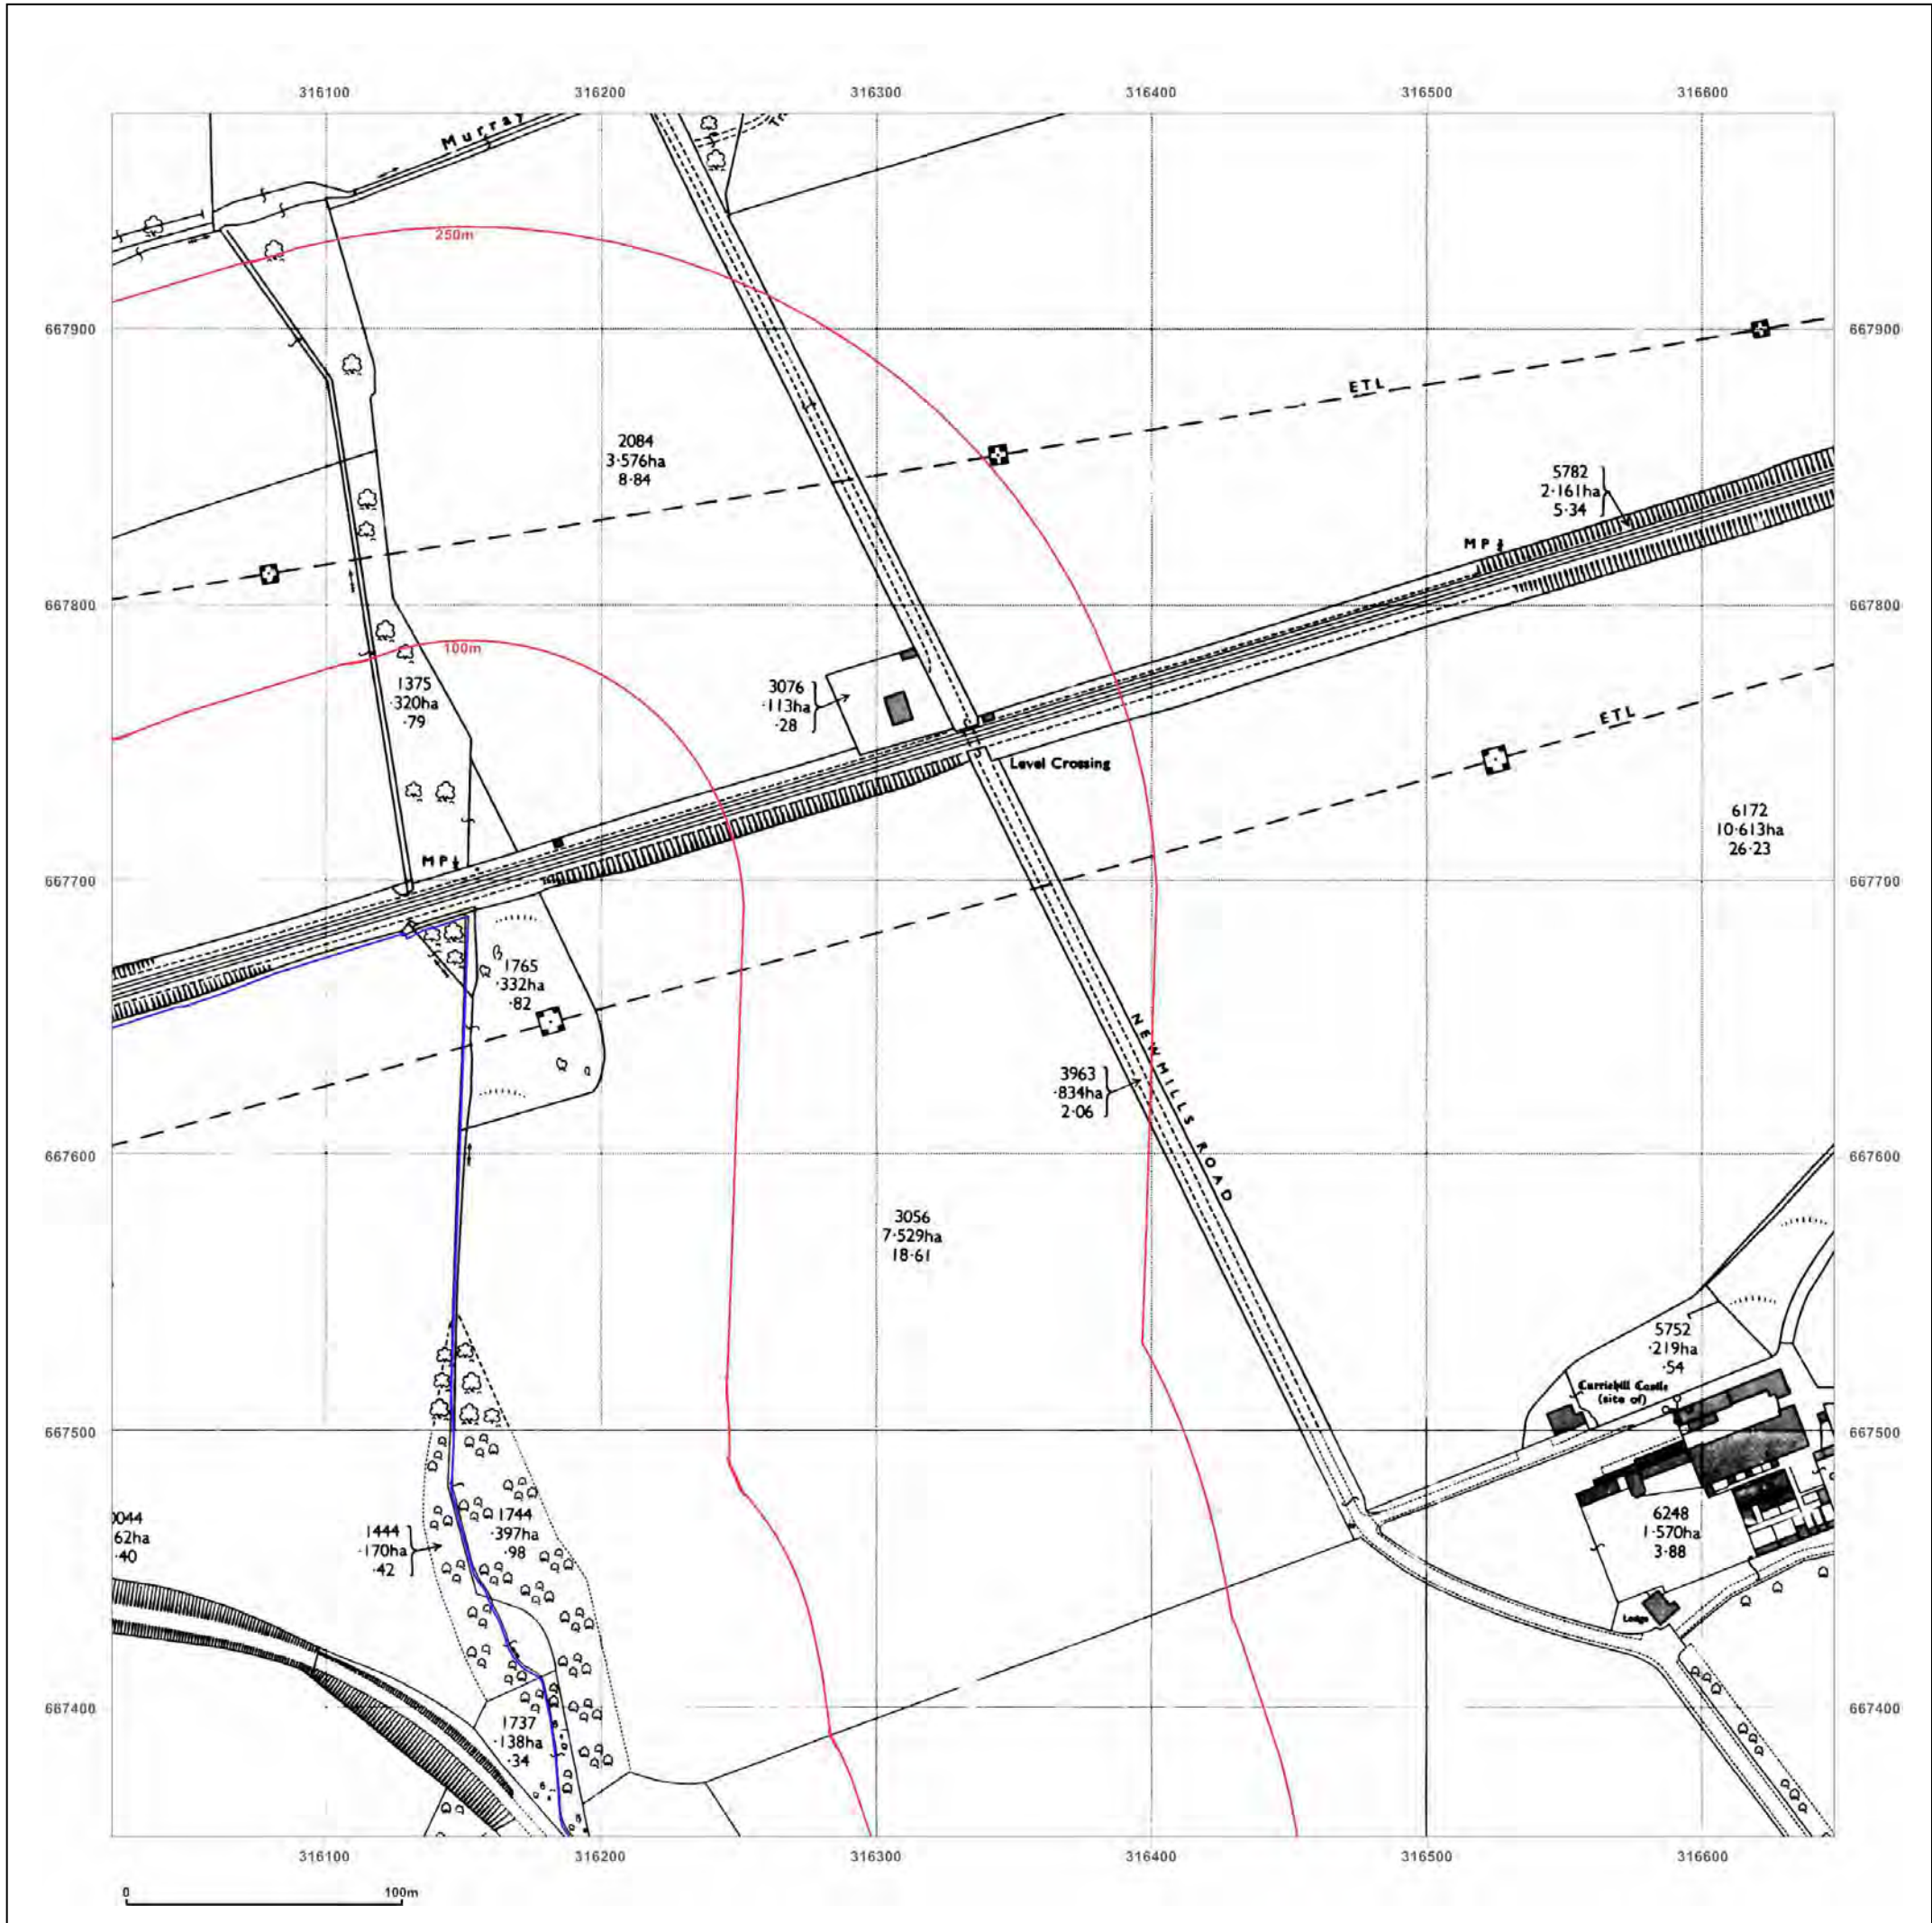 316100 316200 316300 316400 316500 316600
Murray
250m
667900 667900
ETL
2084
3·576ha
8·84
5782
2·161ha
5·34
MP
667800 667800
100m
1375
·320ha
·79
3076
·113ha
·28
ETL
Level Crossing
6172
10·613ha
26·23
MP
667700 667700
1765
·332ha
·82
NEWMILLS ROAD
3963
·834ha
2·06
667600 667600
3056
7·529ha
18·61
5752
·219ha
·54
Curriehill Castle
(site of)
667500 667500
0044
62ha
·40
1444
·170ha
·42
1744
·397ha
·98
6248
1·570ha
3·88
Lodge
667400 667400
1737
·138ha
·34
316100 316200 316300 316400 316500 316600
0 100m